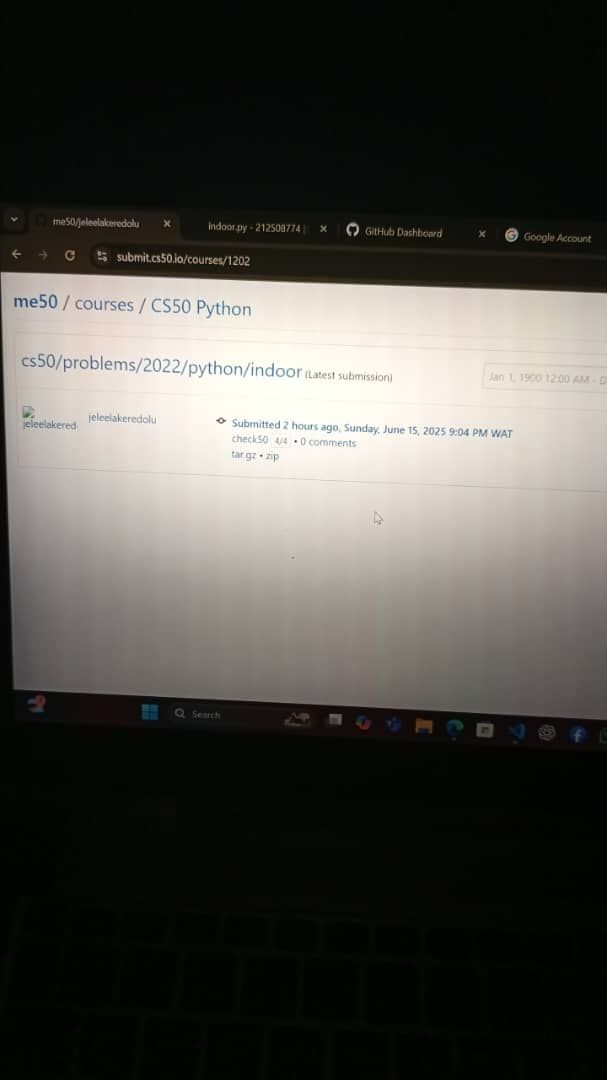 me50/jeleelakeredolu
Indoor.py - 212508774 |
GitHub Dashboard
Google Account
submit.cs50.io/courses/1202
me50 / courses / CS50 Python
cs50/problems/2022/python/indoor (Latest submission)
Jan 1, 1900 12:00 AM -
jeleelakered
jeleelakeredolu
Submitted 2 hours ago, Sunday, June 15, 2025 9:04 PM WAT
check50 4/4 • 0 comments
tar.gz • zip
Search